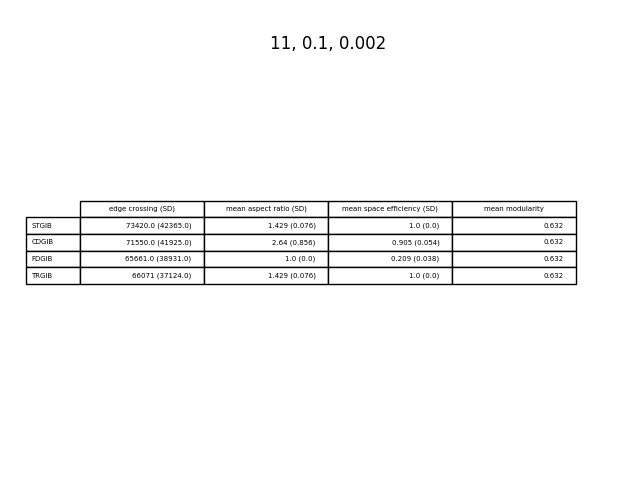 11, 0.1, 0.002
edge crossing (SD) mean aspect ratio (SD) mean space efficiency (SD) mean modularity
STGIB 73420.0 (42365.0) 1.429 (0.076) 1.0 (0.0) 0.632
CDGIB 71550.0 (41925.0) 2.64 (0.856) 0.905 (0.054) 0.632
FDGIB 65661.0 (38931.0) 1.0 (0.0) 0.209 (0.038) 0.632
TRGIB 66071 (37124.0) 1.429 (0.076) 1.0 (0.0) 0.632